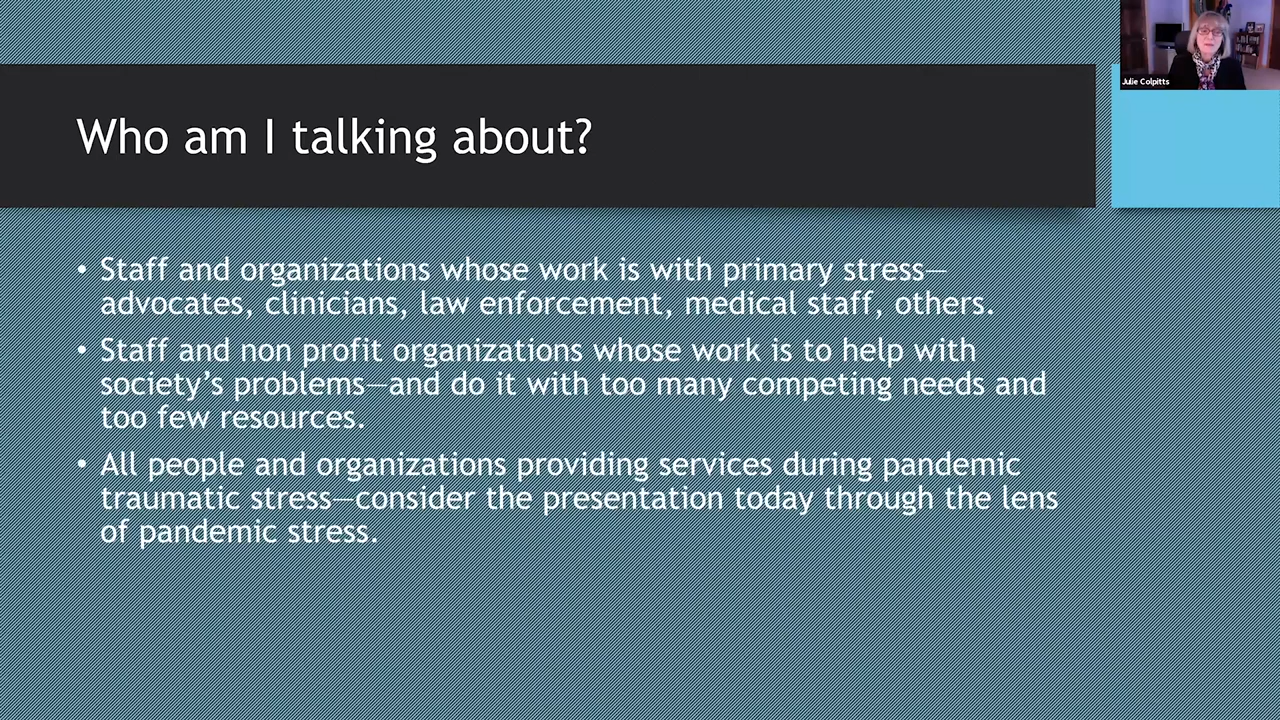 Julie Colpitts
Who am I talking about?
• Staff and organizations whose work is with primary stress—
advocates, clinicians, law enforcement, medical staff, others.
• Staff and non profit organizations whose work is to help with
society’s problems—and do it with too many competing needs and
too few resources.
• All people and organizations providing services during pandemic
traumatic stress—consider the presentation today through the lens
of pandemic stress.